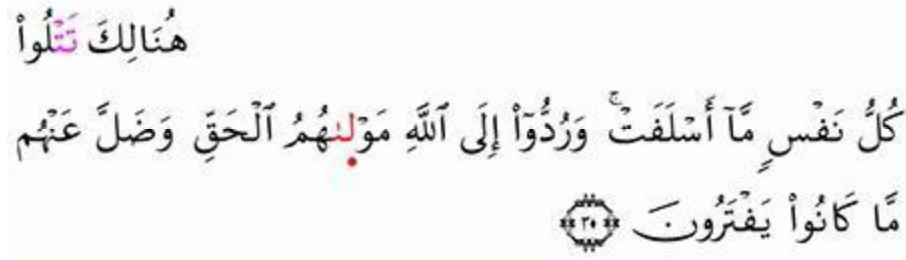 هُنَالِكَ تَتْلُوا۟
كُلُّ نَفْسٍ مَّآ أَسْلَفَتْ ۚ وَرُدُّوٓا۟ إِلَى ٱللَّهِ مَوْلَىٰهُمُ ٱلْحَقِّ وَضَلَّ عَنْهُم
مَّا كَانُوا۟ يَفْتَرُونَ ۝٣٠